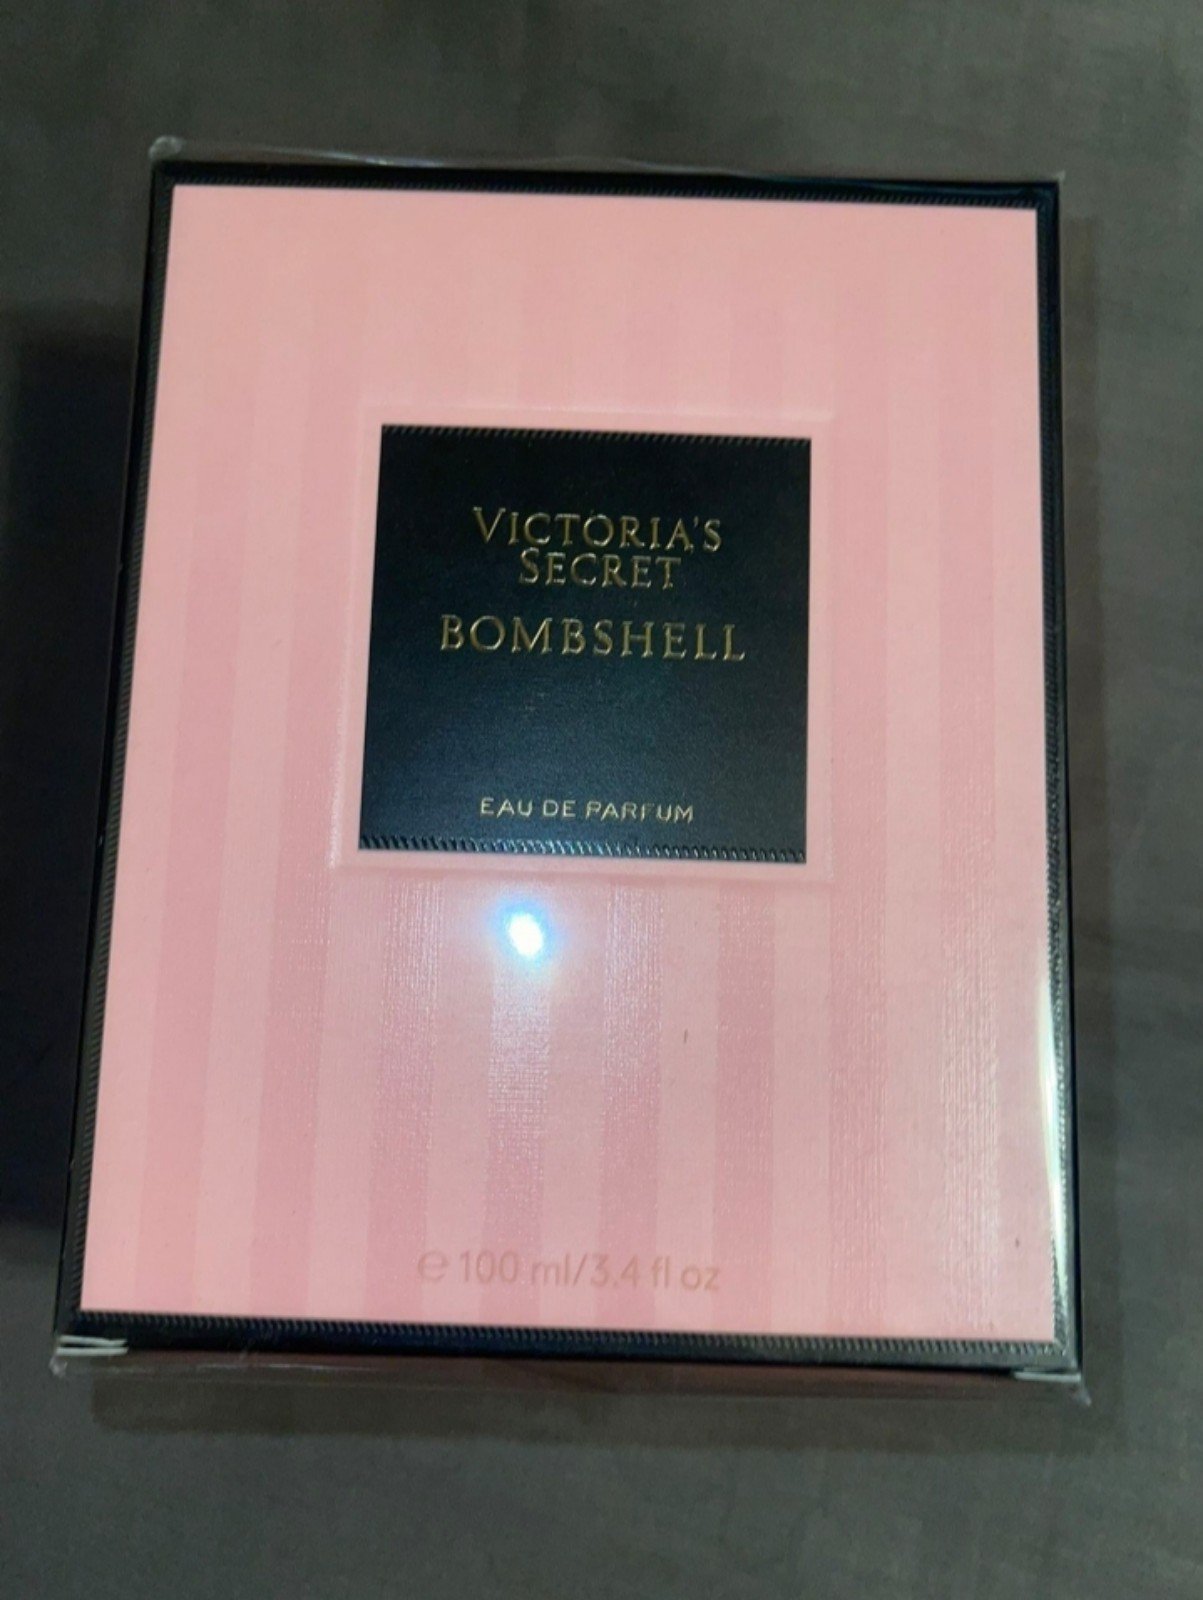 VICTORIA'S
SECRET
BOMBSHELL
EAU DE PARFUM
℮ 100 ml/3.4 fl oz